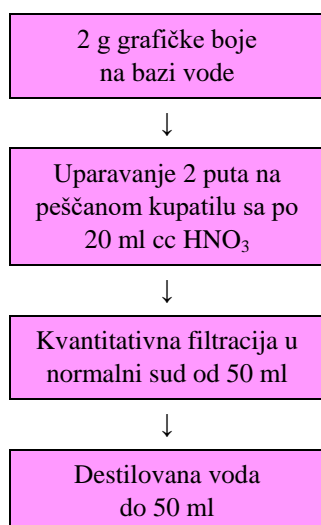 2 g grafičke boje
na bazi vode
↓
Uparavanje 2 puta na
peščanom kupatilu sa po
20 ml cc HNO₃
↓
Kvantitativna filtracija u
normalni sud od 50 ml
↓
Destilovana voda
do 50 ml